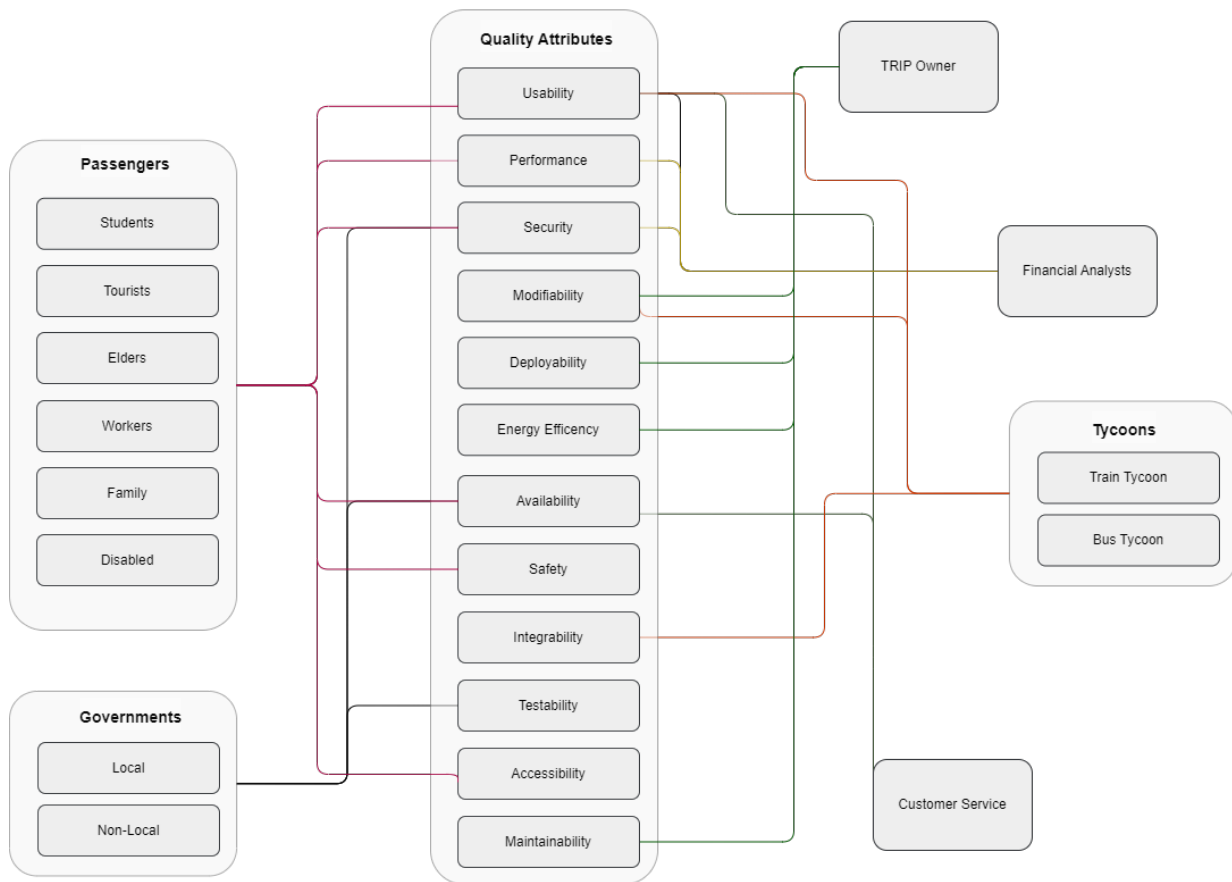 Passengers
Students
Tourists
Elders
Workers
Family
Disabled
Governments
Local
Non-Local
Quality Attributes
Usability
Performance
Security
Modifiability
Deployability
Energy Efficency
Availability
Safety
Integrability
Testability
Accessibility
Maintainability
TRIP Owner
Financial Analysts
Tycoons
Train Tycoon
Bus Tycoon
Customer Service